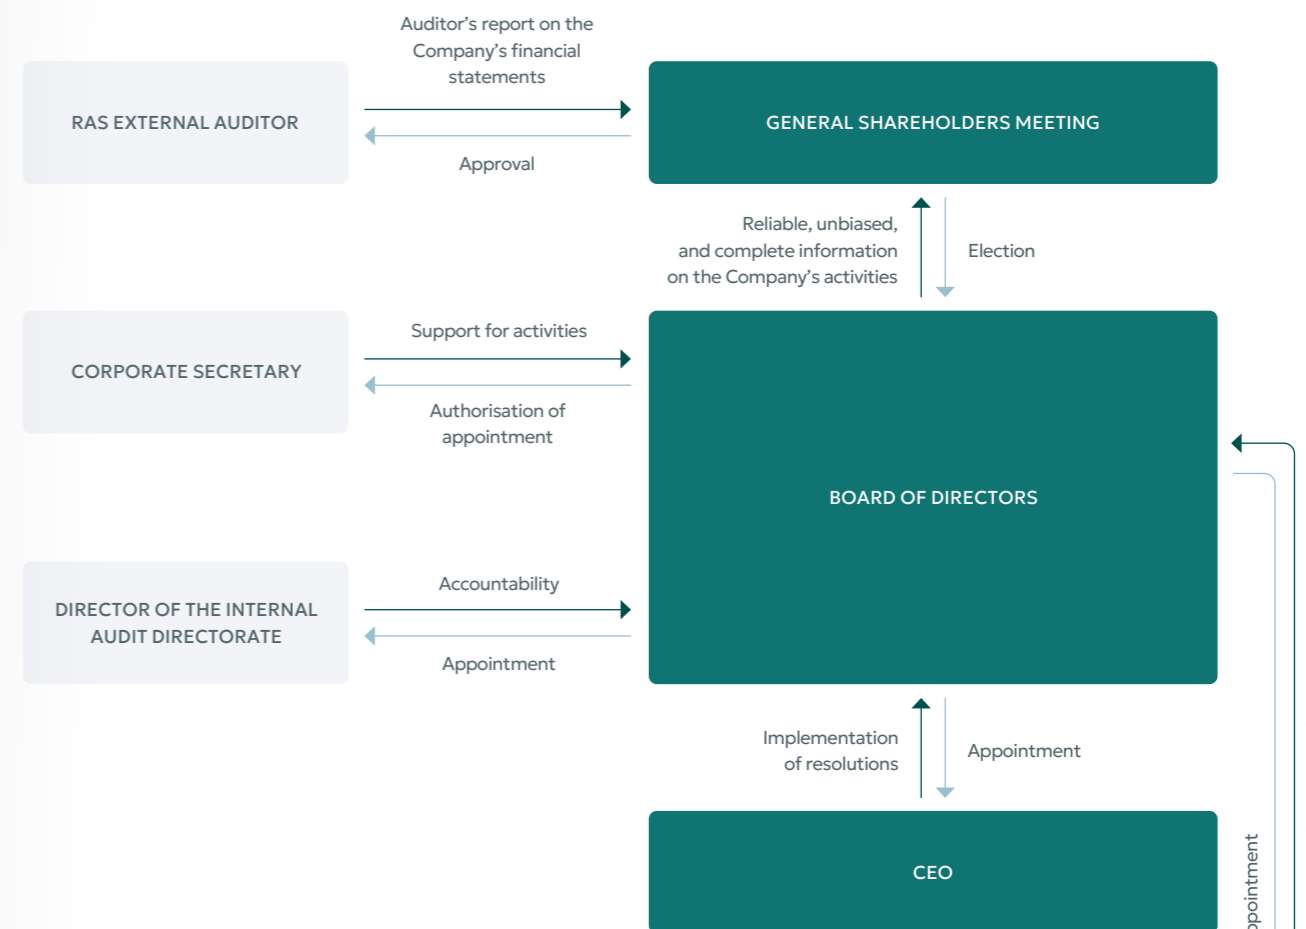 Auditor’s report on the
Company’s financial
statements
RAS EXTERNAL AUDITOR
GENERAL SHAREHOLDERS MEETING
Approval
Reliable, unbiased,
and complete information
on the Company’s activities
Election
Support for activities
CORPORATE SECRETARY
Authorisation of
appointment
BOARD OF DIRECTORS
Accountability
DIRECTOR OF THE INTERNAL
AUDIT DIRECTORATE
Appointment
Implementation
of resolutions
Appointment
CEO